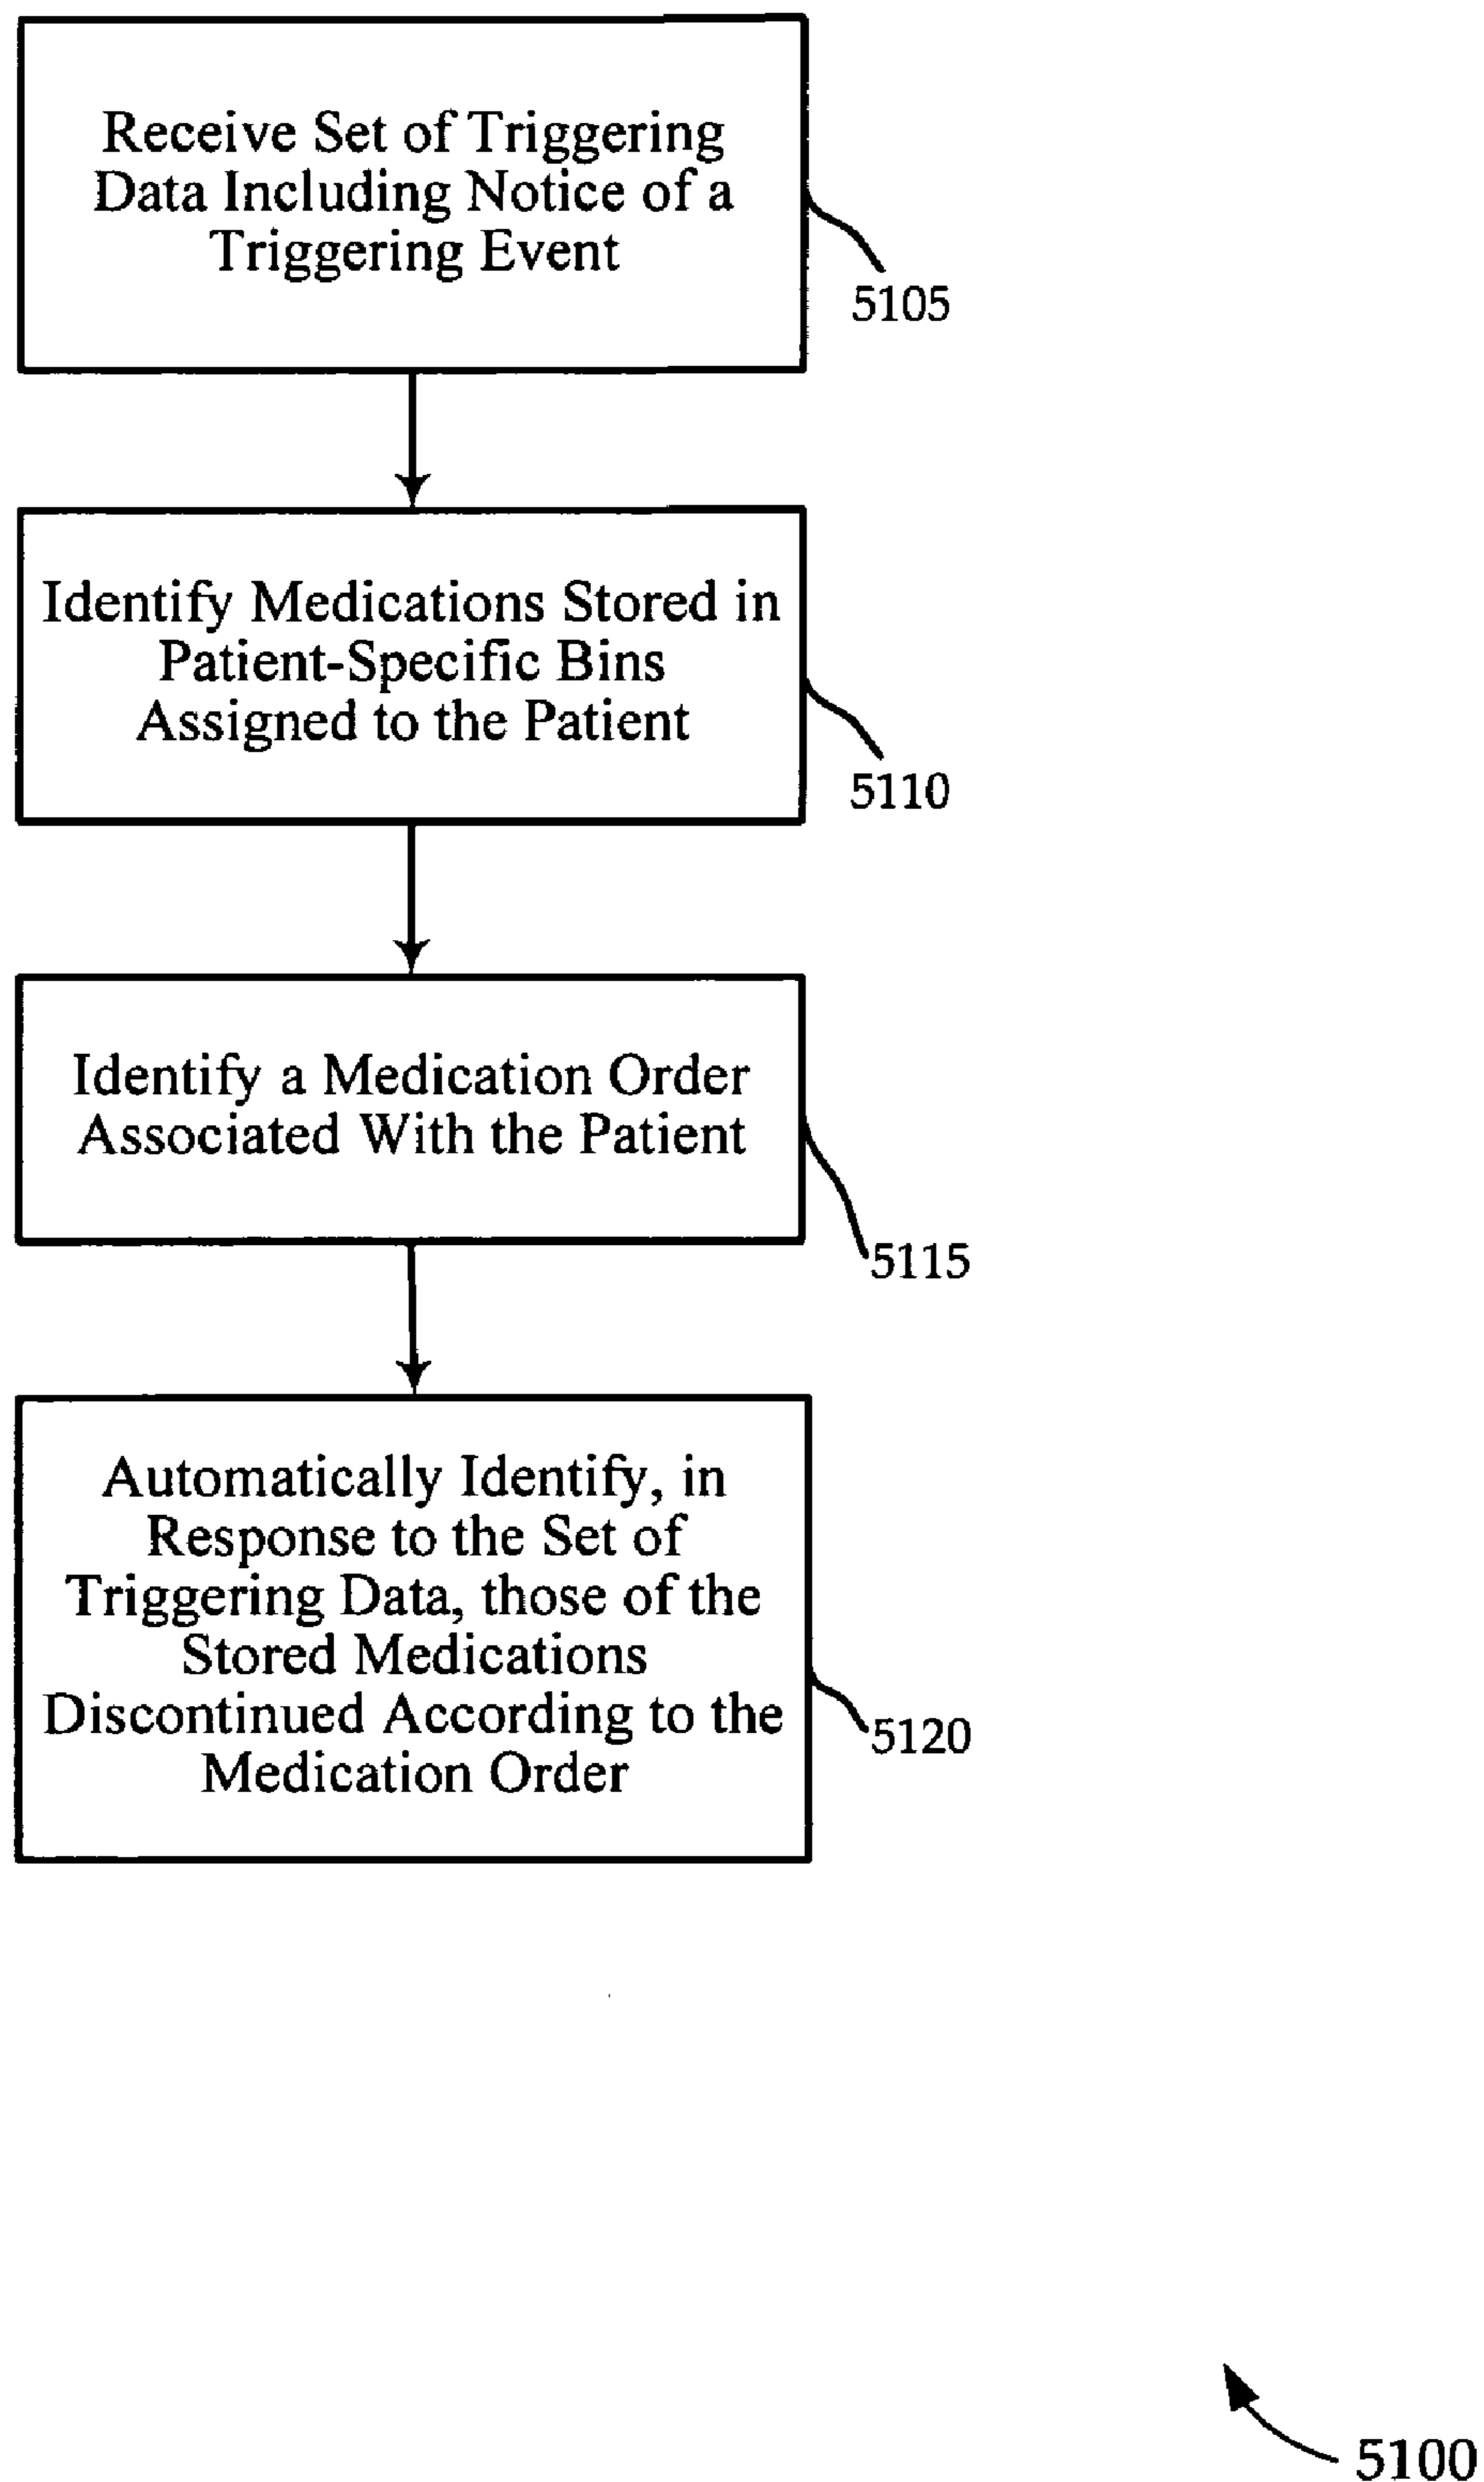 Receive Set of Triggering
Data Including Notice of a
Triggering Event
5105
Identify Medications Stored in
Patient-Specific Bins
Assigned to the Patient
5110
Identify a Medication Order
Associated With the Patient
5115
Automatically Identify, in
Response to the Set of
Triggering Data, those of the
Stored Medications
Discontinued According to the
Medication Order
5120
5100